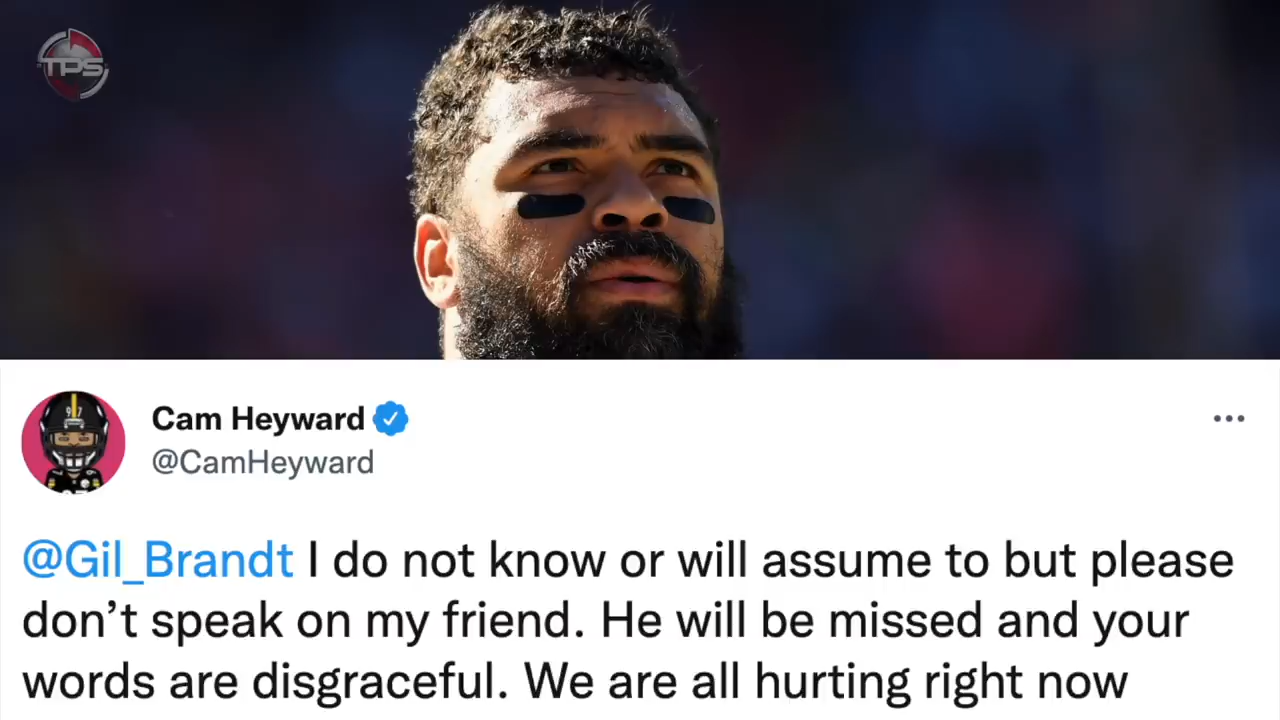 TPS
Cam Heyward
@CamHeyward
@Gil_Brandt I do not know or will assume to but please
don’t speak on my friend. He will be missed and your
words are disgraceful. We are all hurting right now
97